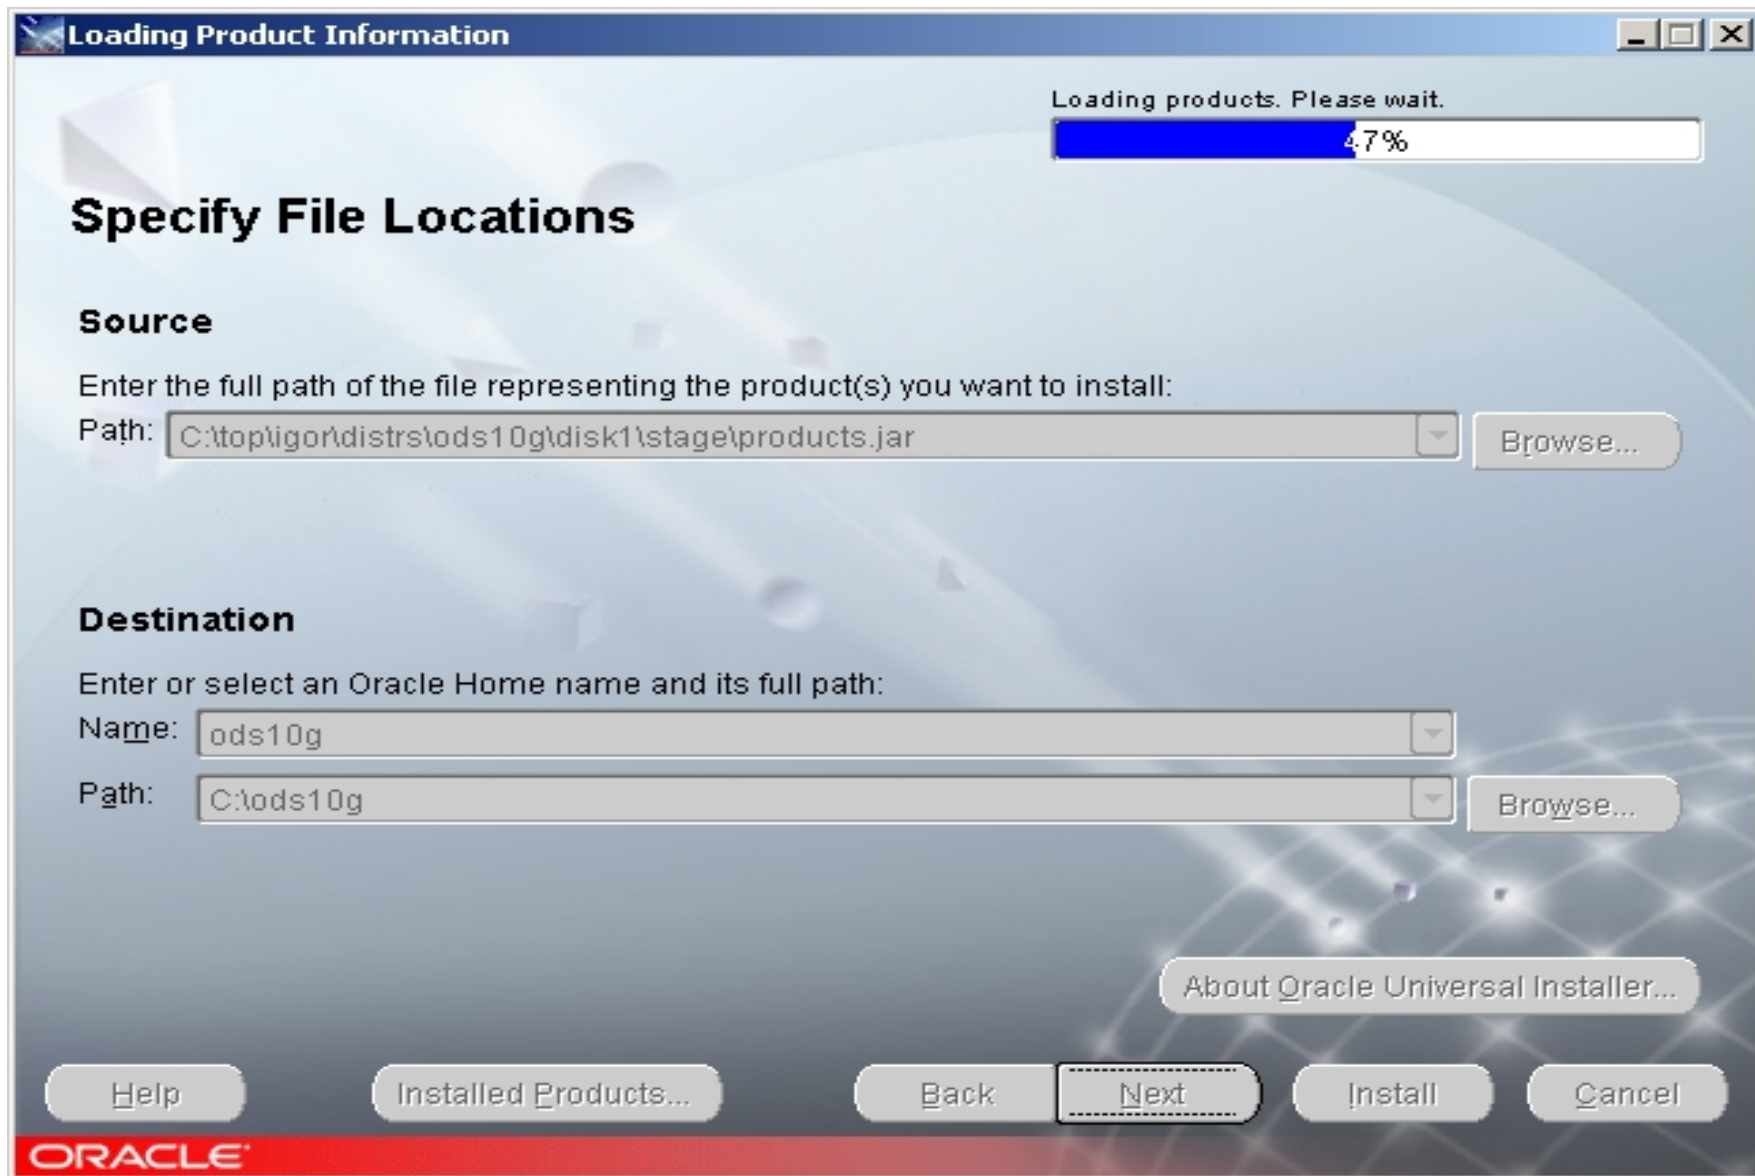 Loading Product Information
Loading products. Please wait.
47%
Specify File Locations
Source
Enter the full path of the file representing the product(s) you want to install:
Path: C:\top\igor\distrs\ods10g\disk1\stage\products.jar Browse...
Destination
Enter or select an Oracle Home name and its full path:
Name: ods10g
Path: C:\ods10g Browse...
About Oracle Universal Installer...
Help Installed Products... Back Next Install Cancel
ORACLE